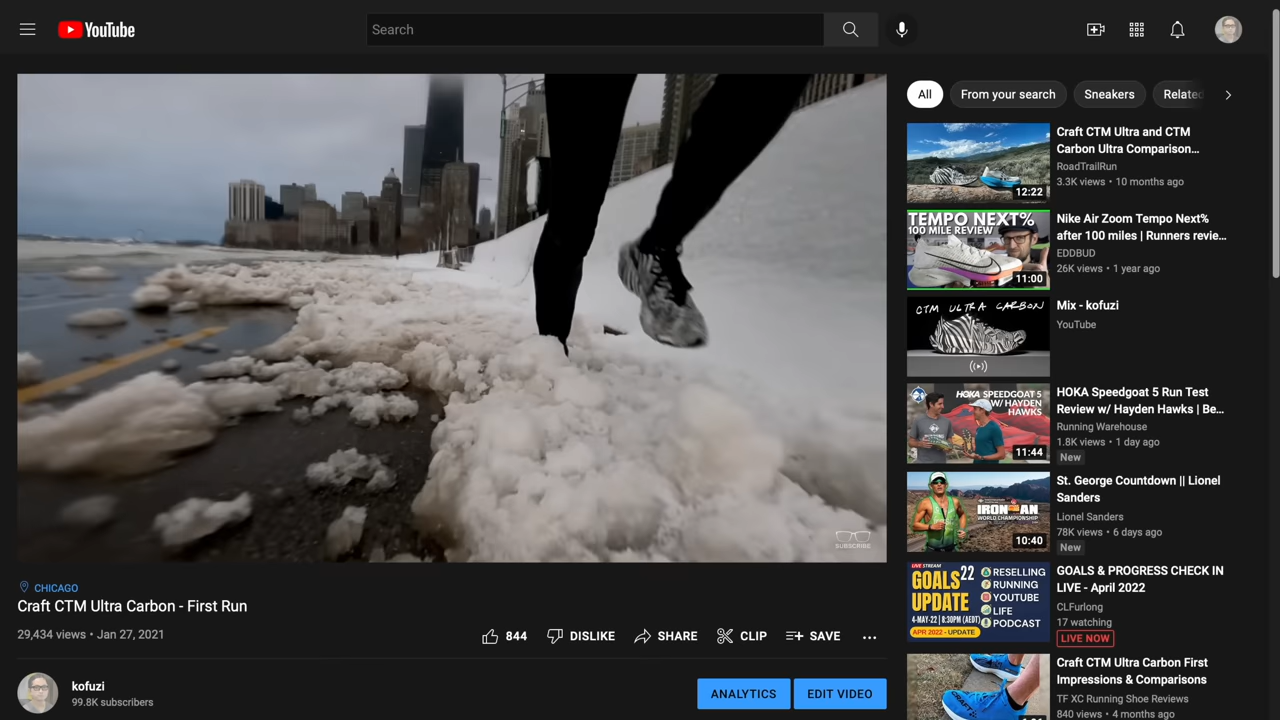 YouTube
Search
All
From your search
Sneakers
Related
SUBSCRIBE
CHICAGO
Craft CTM Ultra Carbon - First Run
29,434 views • Jan 27, 2021
844
DISLIKE
SHARE
CLIP
SAVE
kofuzi
99.8K subscribers
ANALYTICS
EDIT VIDEO
12:22
Craft CTM Ultra and CTM
Carbon Ultra Comparison...
RoadTrailRun
3.3K views • 10 months ago
TEMPO NEXT%
100 MILE REVIEW
11:00
Nike Air Zoom Tempo Next%
after 100 miles | Runners revie...
EDDBUD
26K views • 1 year ago
CTM ULTRA CARBON
Mix - kofuzi
YouTube
HOKA SPEEDGOAT 5
W/ HAYDEN
HAWKS
11:44
HOKA Speedgoat 5 Run Test
Review w/ Hayden Hawks | Be...
Running Warehouse
1.8K views • 1 day ago
New
IRONMAN
WORLD CHAMPIONSHIP
10:40
St. George Countdown || Lionel
Sanders
Lionel Sanders
78K views • 6 days ago
New
LIVE STREAM
GOALS 22
UPDATE
4-MAY-22 | 8:30PM (AEDT)
APR 2022 - UPDATE
RESELLING
RUNNING
YOUTUBE
LIFE
PODCAST
GOALS & PROGRESS CHECK IN
LIVE - April 2022
CLFurlong
17 watching
LIVE NOW
CRAFT
Craft CTM Ultra Carbon First
Impressions & Comparisons
TF XC Running Shoe Reviews
840 views • 4 months ago